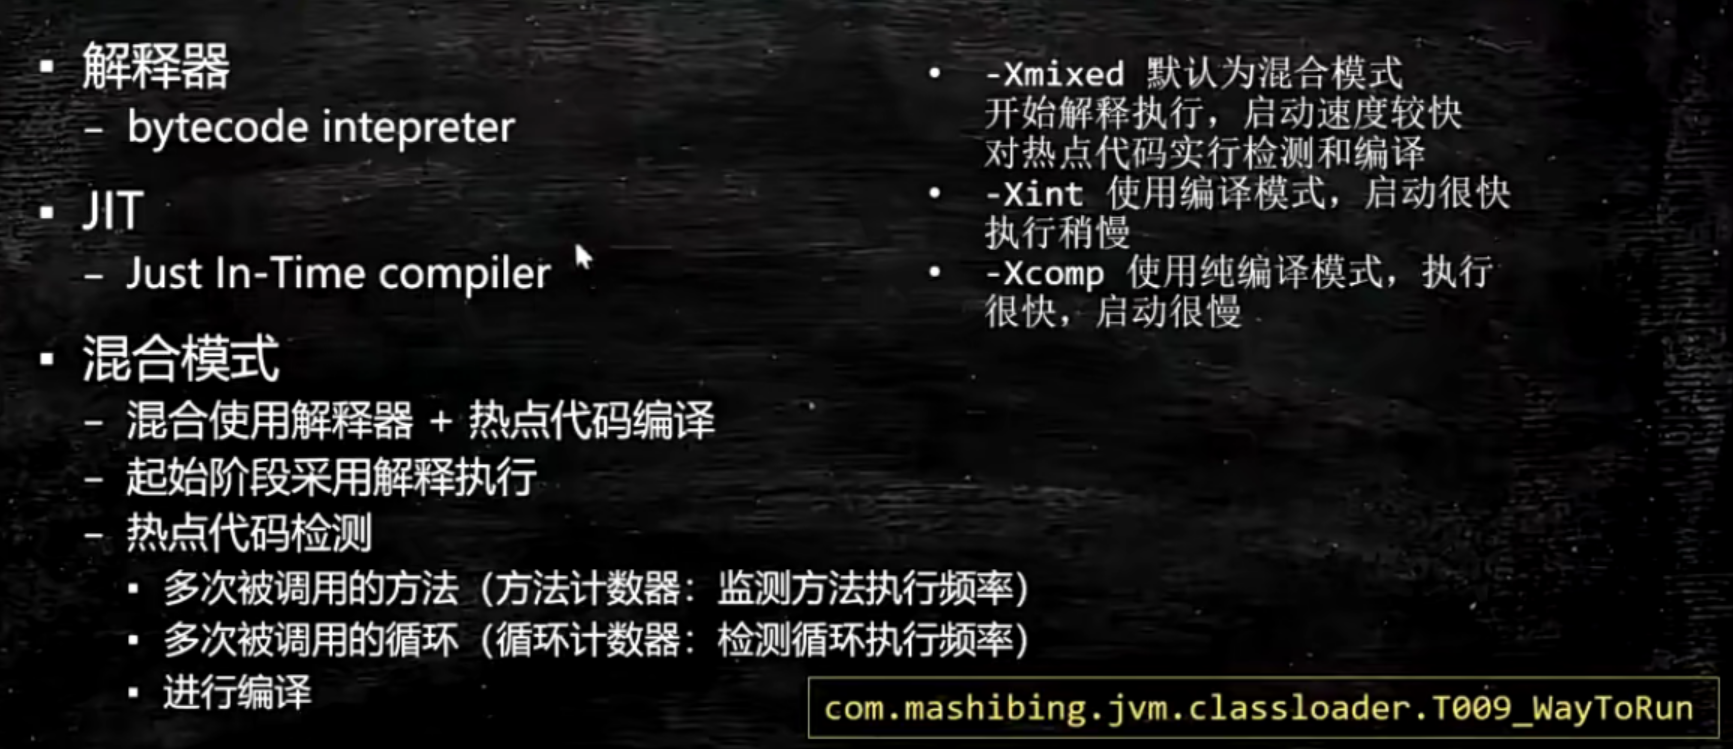 ▪ 解释器
– bytecode intepreter
▪ JIT
– Just In-Time compiler
▪ 混合模式
– 混合使用解释器 + 热点代码编译
– 起始阶段采用解释执行
– 热点代码检测
▪ 多次被调用的方法（方法计数器：监测方法执行频率）
▪ 多次被调用的循环（循环计数器：检测循环执行频率）
▪ 进行编译
• -Xmixed 默认为混合模式
开始解释执行，启动速度较快
对热点代码实行检测和编译
• -Xint 使用编译模式，启动很快
执行稍慢
• -Xcomp 使用纯编译模式，执行
很快，启动很慢
com.mashibing.jvm.classloader.T009_WayToRun